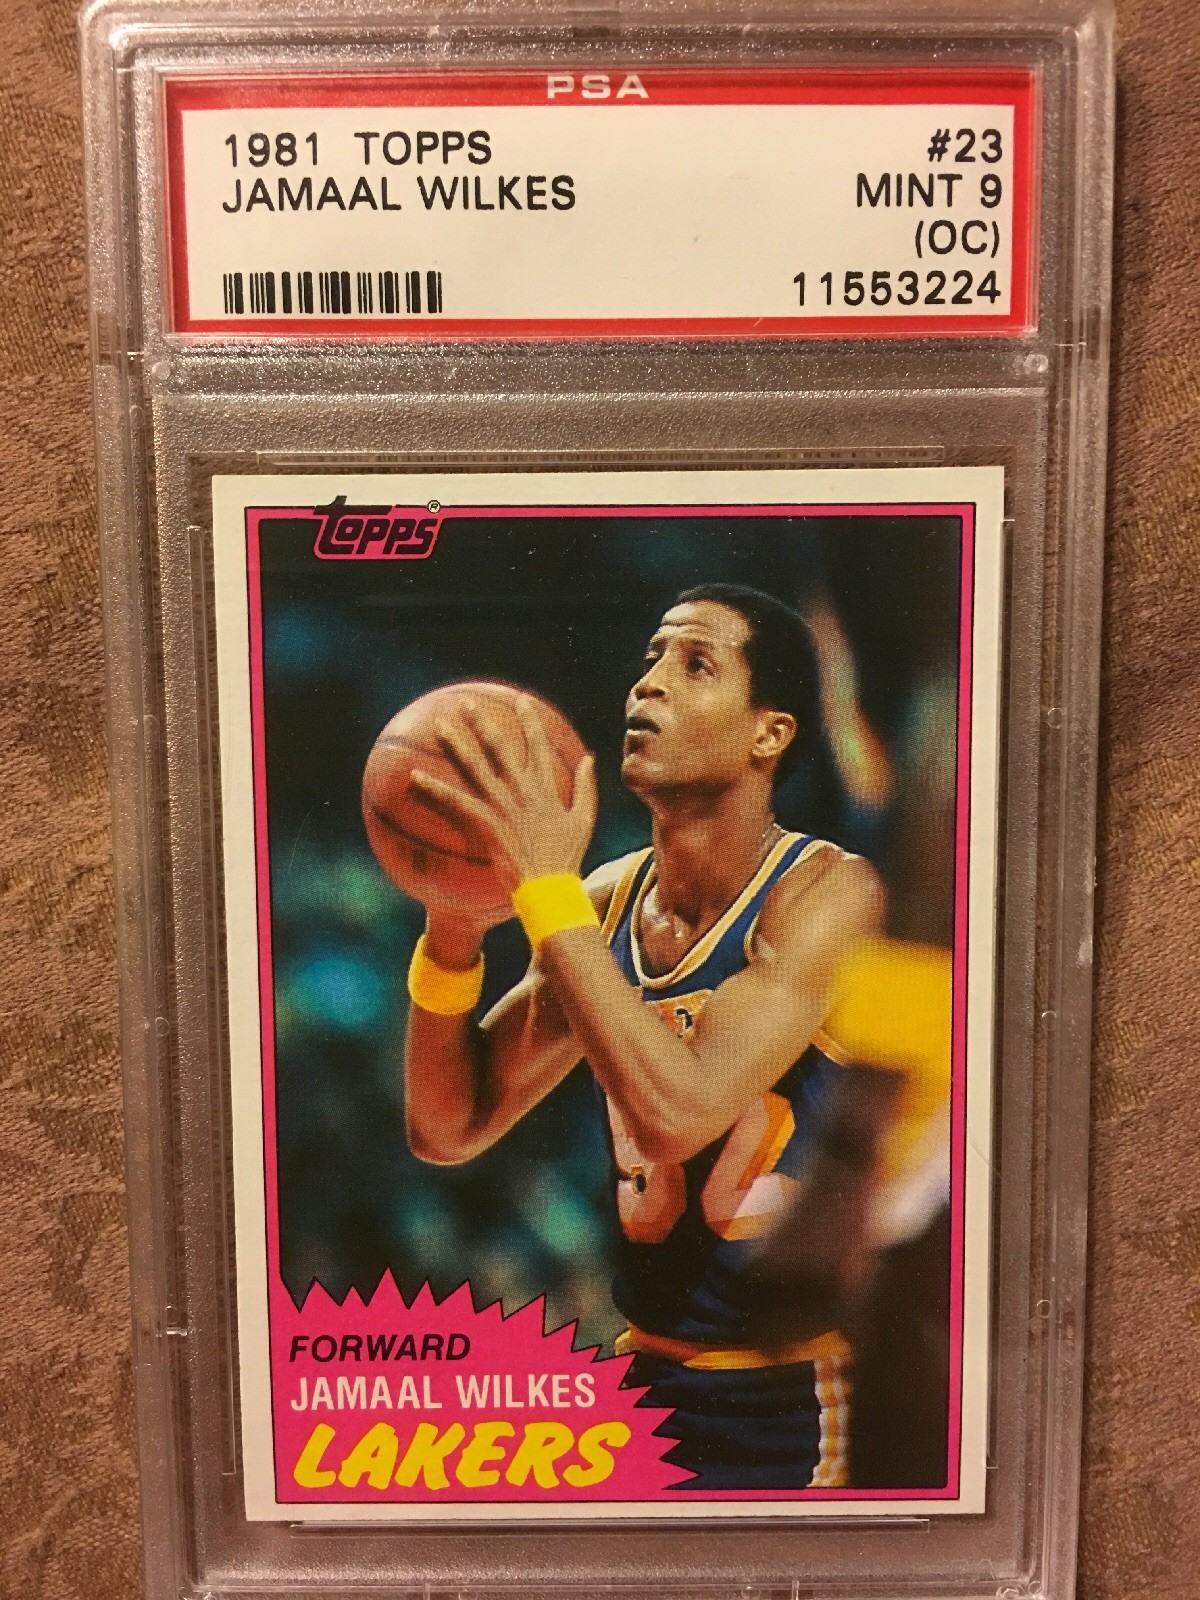 PSA
1981 TOPPS #23
JAMAAL WILKES MINT 9
(OC)
11553224
TOPPS®
FORWARD
JAMAAL WILKES
LAKERS